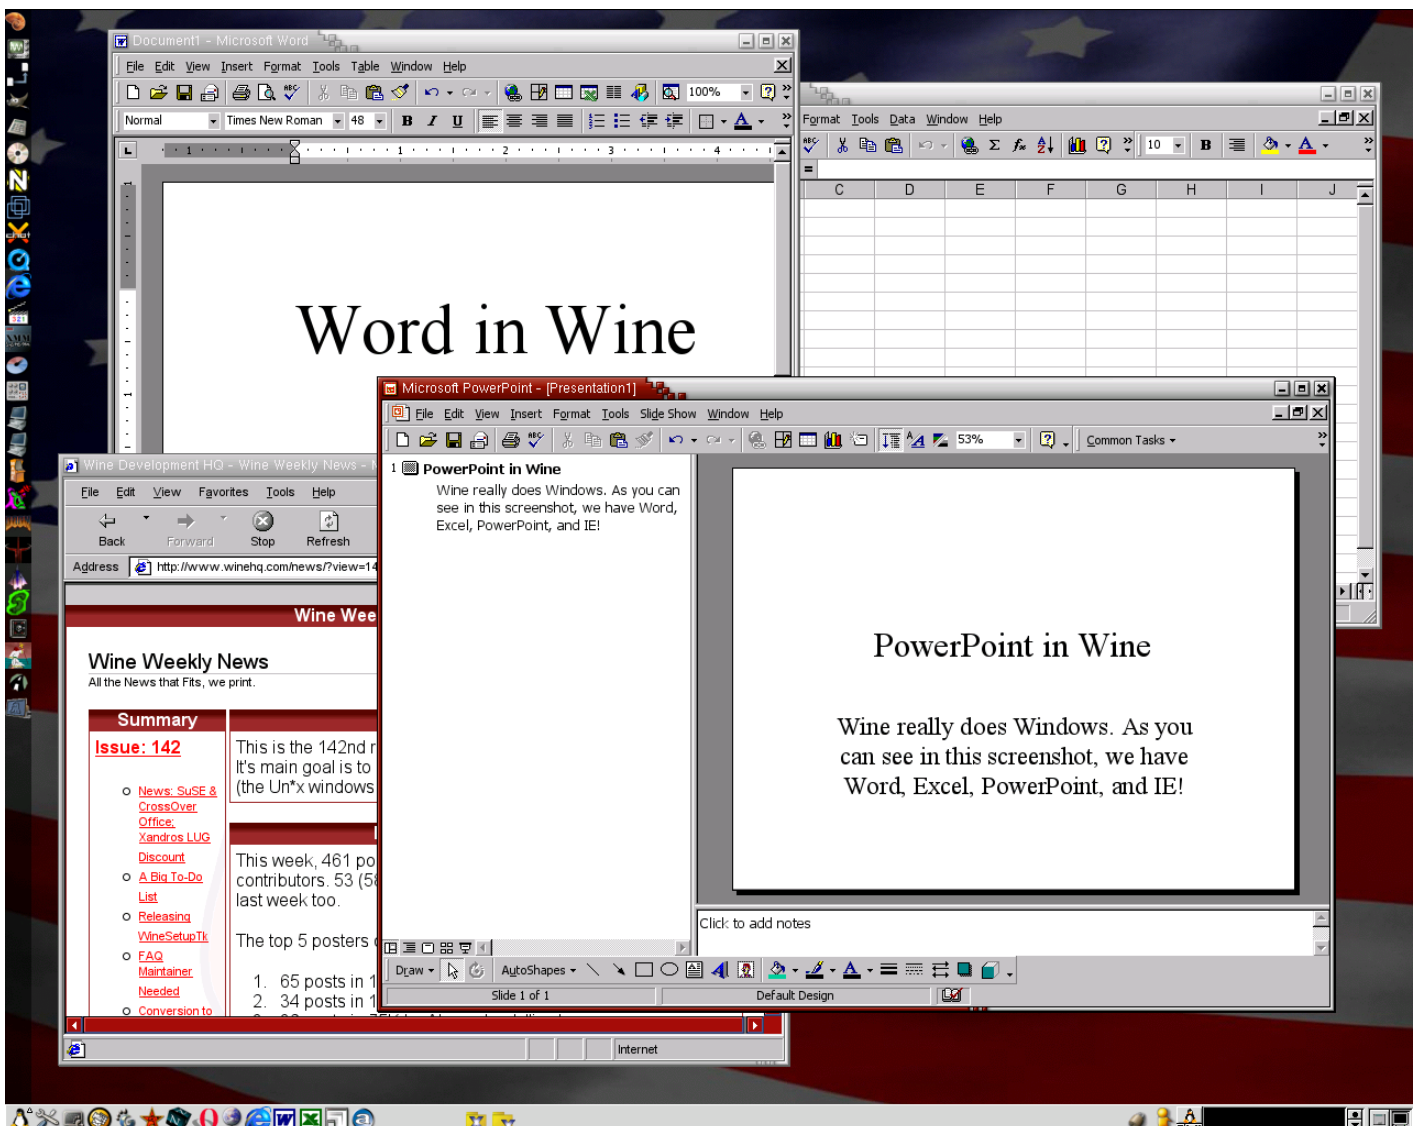 Document1 - Microsoft Word
File Edit View Insert Format Tools Table Window Help
100%
Normal Times New Roman 48 B I U
1 1 2 3 4
Word in Wine
Format Tools Data Window Help
10 B
=
C D E F G H I J
Microsoft PowerPoint - [Presentation1]
File Edit View Insert Format Tools Slide Show Window Help
53% Common Tasks
1 PowerPoint in Wine
Wine really does Windows. As you can
see in this screenshot, we have Word,
Excel, PowerPoint, and IE!
PowerPoint in Wine
Wine really does Windows. As you
can see in this screenshot, we have
Word, Excel, PowerPoint, and IE!
Click to add notes
Draw AutoShapes
Slide 1 of 1 Default Design
Wine Development HQ - Wine Weekly News -
File Edit View Favorites Tools Help
Back Forward Stop Refresh
Address http://www.winehq.com/news/?view=14
Wine Wee
Wine Weekly News
All the News that Fits, we print.
Summary
Issue: 142
News: SuSE &
CrossOver
Office;
Xandros LUG
Discount
A Big To-Do
List
Releasing
WineSetupTk
FAQ
Maintainer
Needed
Conversion to
This is the 142nd r
It's main goal is to
(the Un*x windows
This week, 461 po
contributors. 53 (58
last week too.
The top 5 posters
1. 65 posts in 1
2. 34 posts in 1
Internet